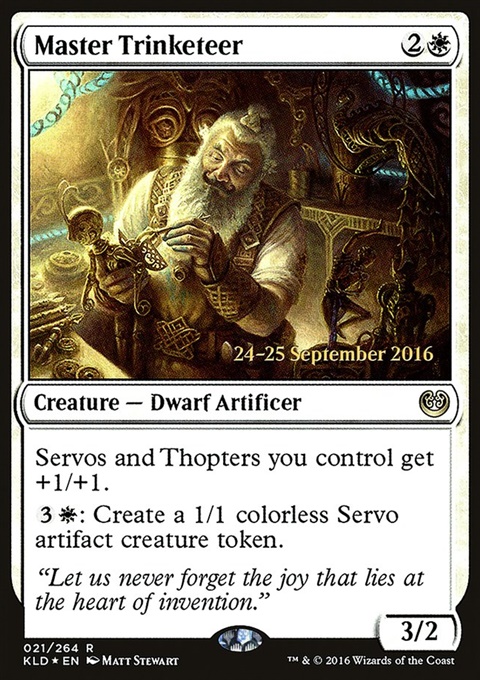 Master Trinketeer 2
24–25 September 2016
Creature — Dwarf Artificer
Servos and Thopters you control get
+1/+1.
3 : Create a 1/1 colorless Servo
artifact creature token.
“Let us never forget the joy that lies at
the heart of invention.”
3/2
021/264 R
KLD ★ EN Matt Stewart
™ & © 2016 Wizards of the Coast